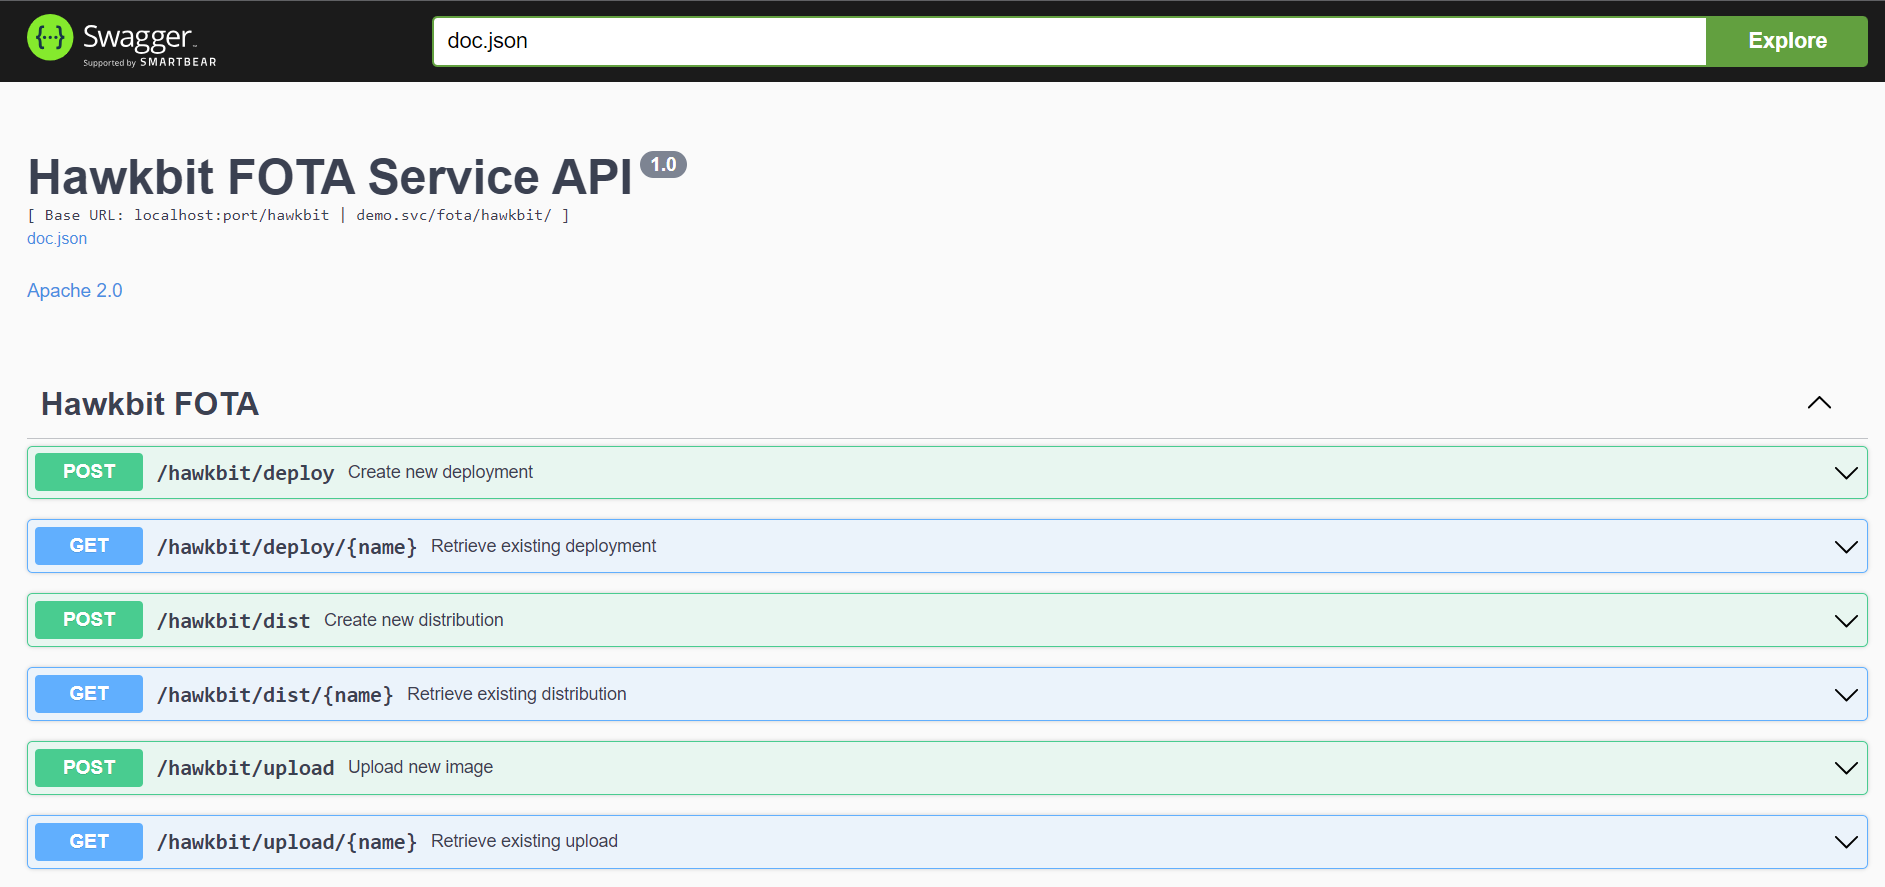 {···} Swagger™
Supported by SMARTBEAR
doc.json
Explore
Hawkbit FOTA Service API 1.0
[ Base URL: localhost:port/hawkbit | demo.svc/fota/hawkbit/ ]
doc.json
Apache 2.0
Hawkbit FOTA
POST /hawkbit/deploy Create new deployment
GET /hawkbit/deploy/{name} Retrieve existing deployment
POST /hawkbit/dist Create new distribution
GET /hawkbit/dist/{name} Retrieve existing distribution
POST /hawkbit/upload Upload new image
GET /hawkbit/upload/{name} Retrieve existing upload